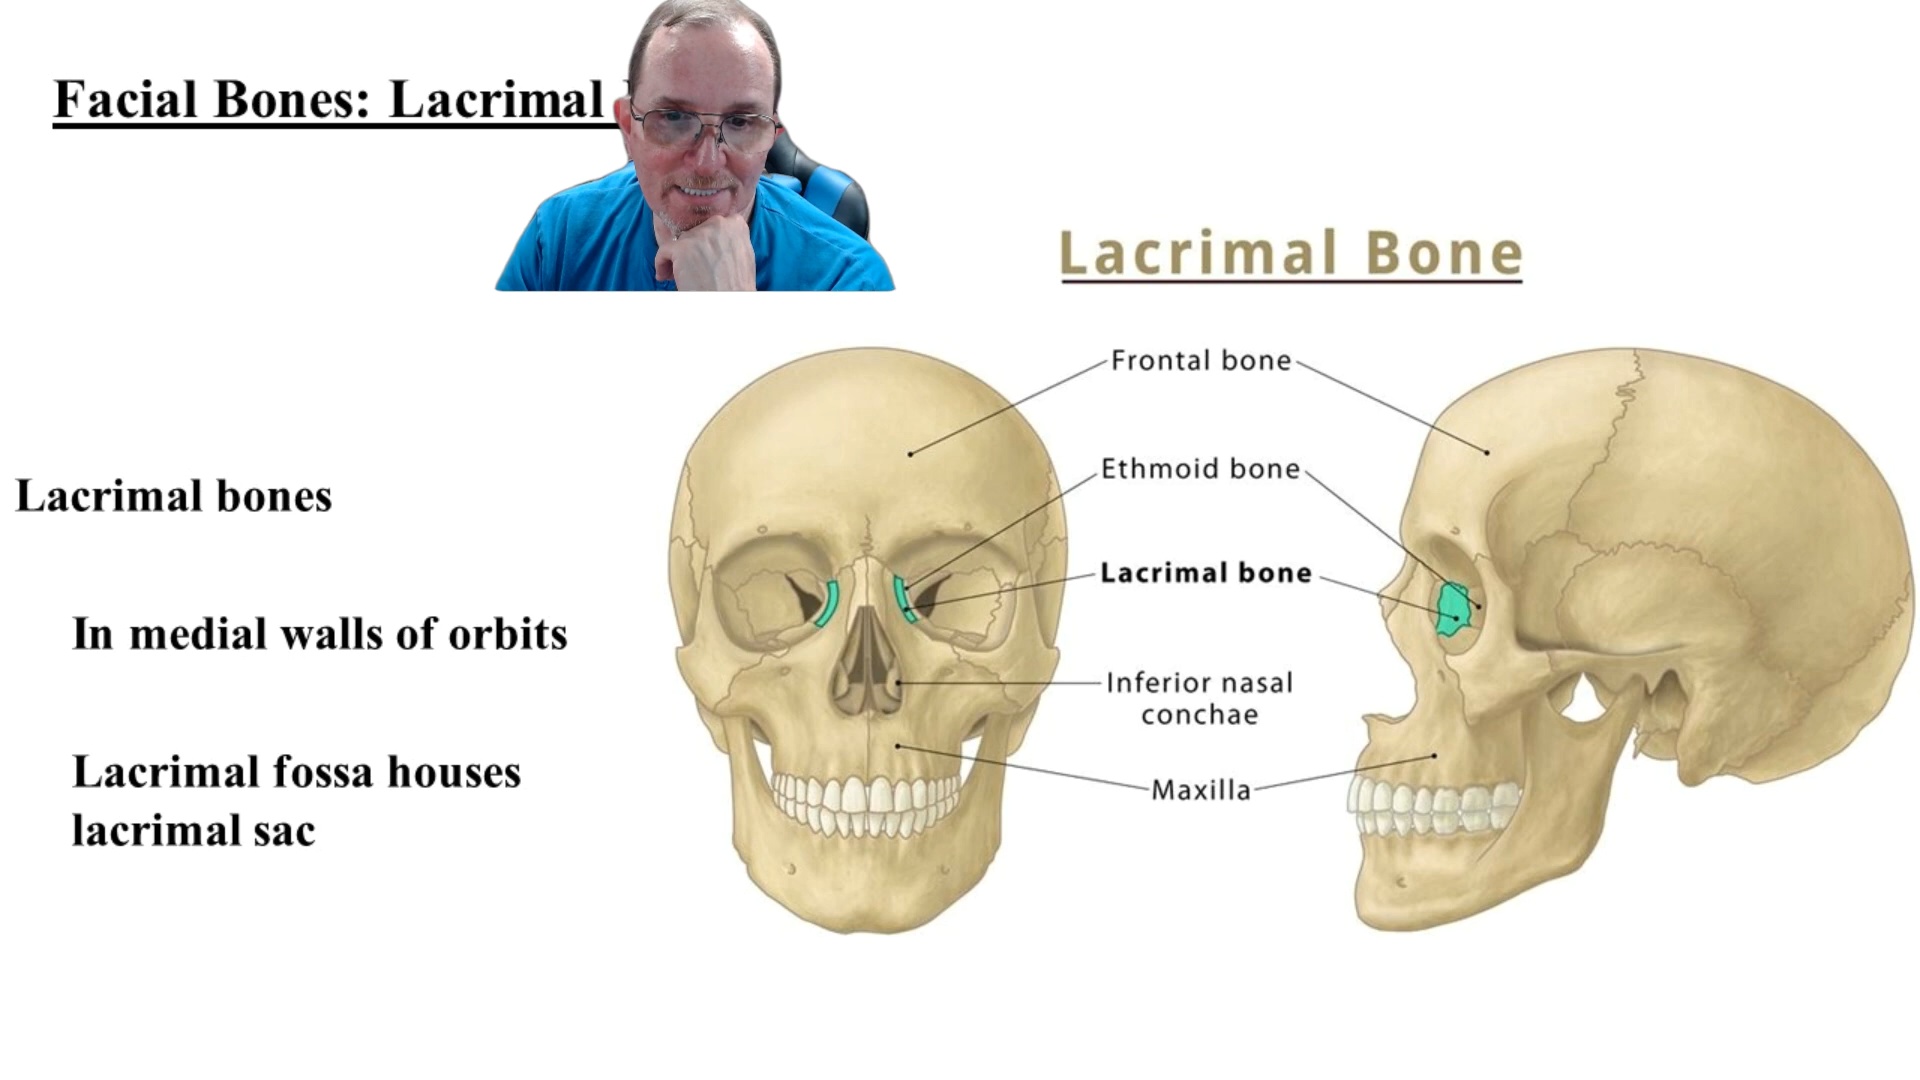 Facial Bones: Lacrimal
Lacrimal Bone
Frontal bone
Ethmoid bone
Lacrimal bones
Lacrimal bone
In medial walls of orbits
Inferior nasal
conchae
Lacrimal fossa houses
lacrimal sac
Maxilla